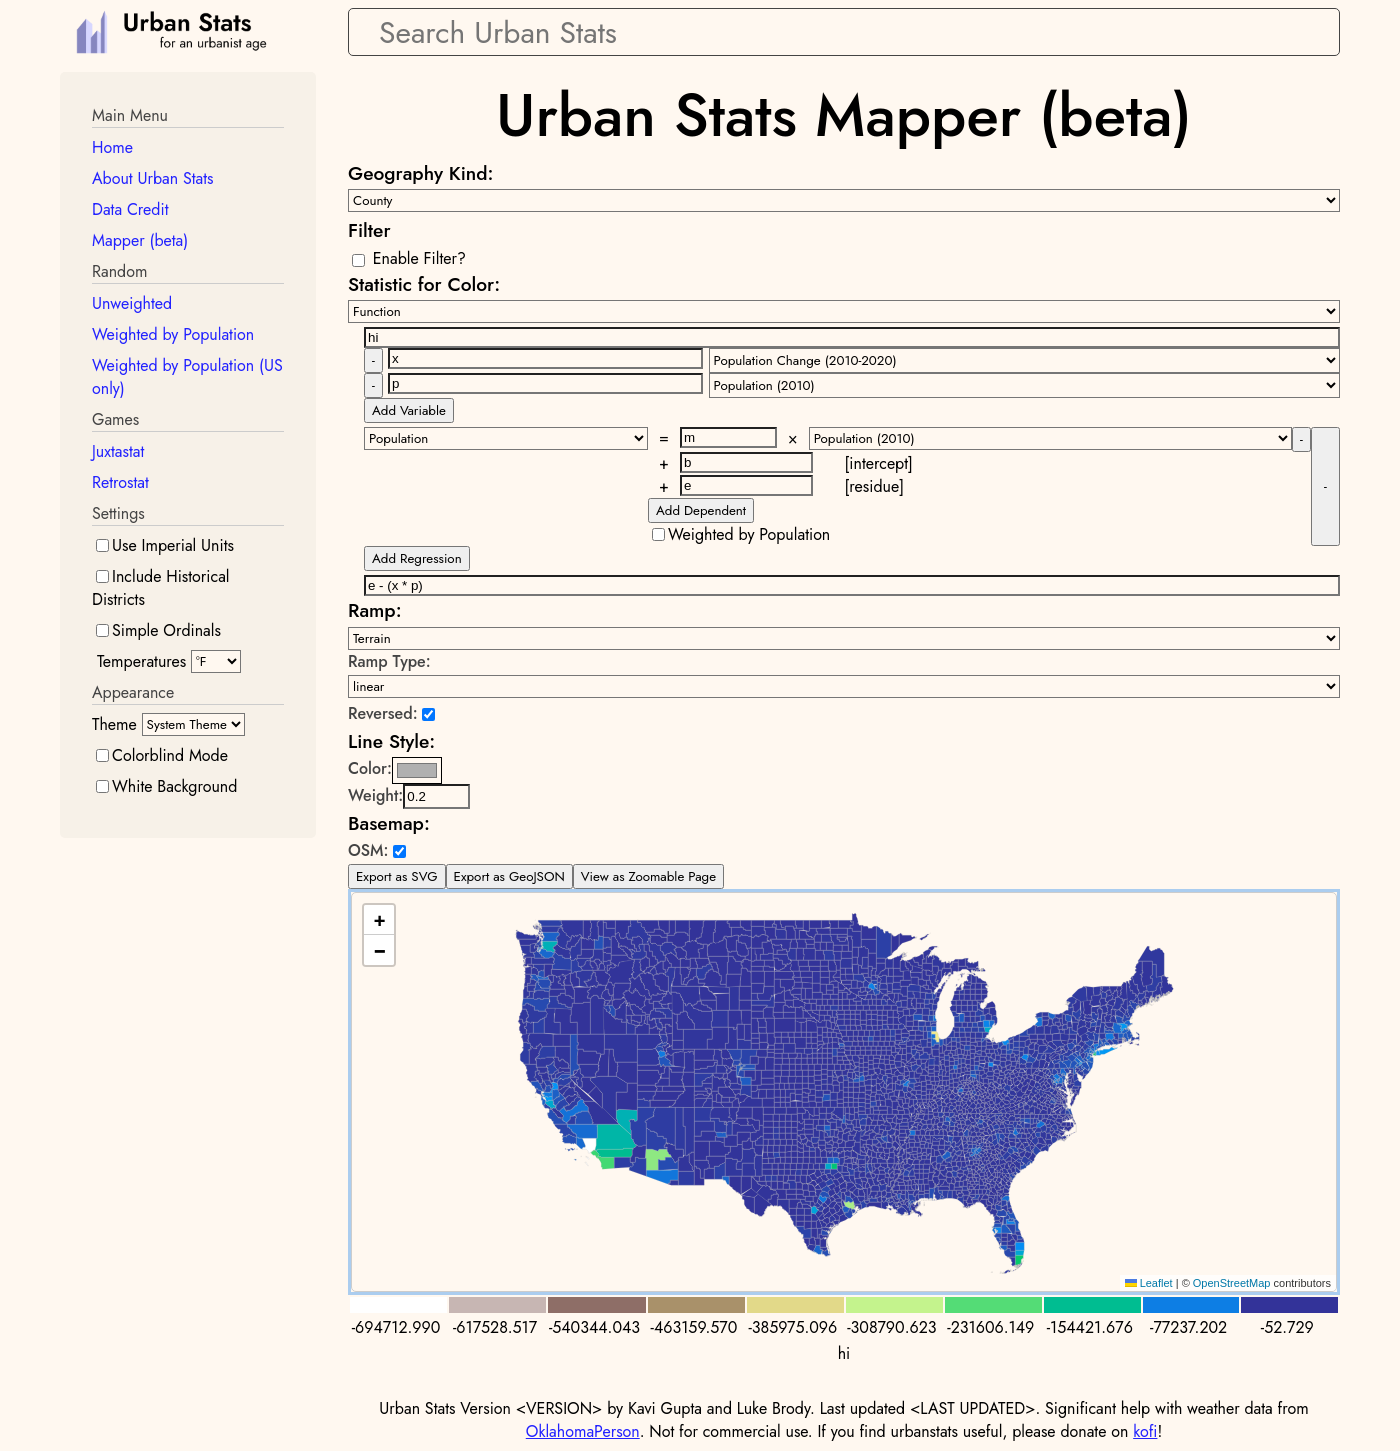 Urban Stats
for an urbanist age
Search Urban Stats
Main Menu
Home
About Urban Stats
Data Credit
Mapper (beta)
Random
Unweighted
Weighted by Population
Weighted by Population (US
only)
Games
Juxtastat
Retrostat
Settings
Use Imperial Units
Include Historical
Districts
Simple Ordinals
Temperatures °F
Appearance
Theme System Theme
Colorblind Mode
White Background
Urban Stats Mapper (beta)
Geography Kind:
County
Filter
Enable Filter?
Statistic for Color:
Function
hi
- x Population Change (2010-2020)
- p Population (2010)
Add Variable
Population = m × Population (2010) - -
+ b [intercept]
+ e [residue]
Add Dependent
Weighted by Population
Add Regression
e - (x * p)
Ramp:
Terrain
Ramp Type:
linear
Reversed:
Line Style:
Color:
Weight: 0.2
Basemap:
OSM:
Export as SVG Export as GeoJSON View as Zoomable Page
+
−
Leaflet | © OpenStreetMap contributors
-694712.990 -617528.517 -540344.043 -463159.570 -385975.096 -308790.623 -231606.149 -154421.676 -77237.202 -52.729
hi
Urban Stats Version <VERSION> by Kavi Gupta and Luke Brody. Last updated <LAST UPDATED>. Significant help with weather data from
OklahomaPerson. Not for commercial use. If you find urbanstats useful, please donate on kofi!